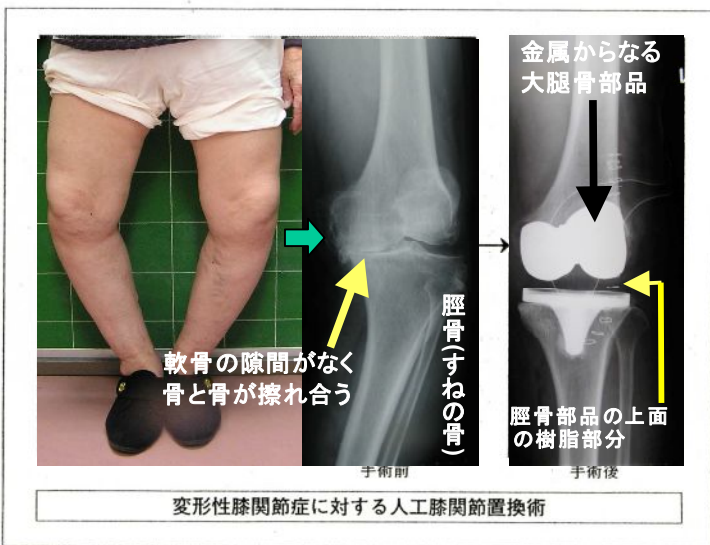 金属からなる
大腿骨部品
軟骨の隙間がなく
骨と骨が擦れ合う
脛骨(すねの骨)
脛骨部品の上面
の樹脂部分
手術前
手術後
変形性膝関節症に対する人工膝関節置換術